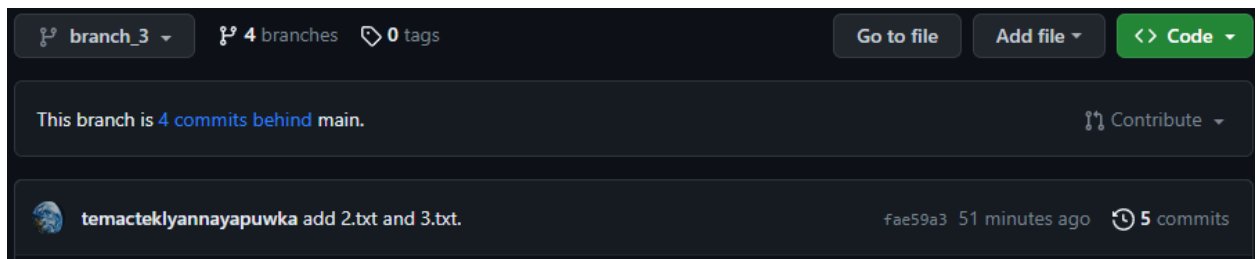 branch_3 4 branches 0 tags Go to file Add file <> Code
This branch is 4 commits behind main. Contribute
temacteklyannayapuwka add 2.txt and 3.txt. fae59a3 51 minutes ago 5 commits